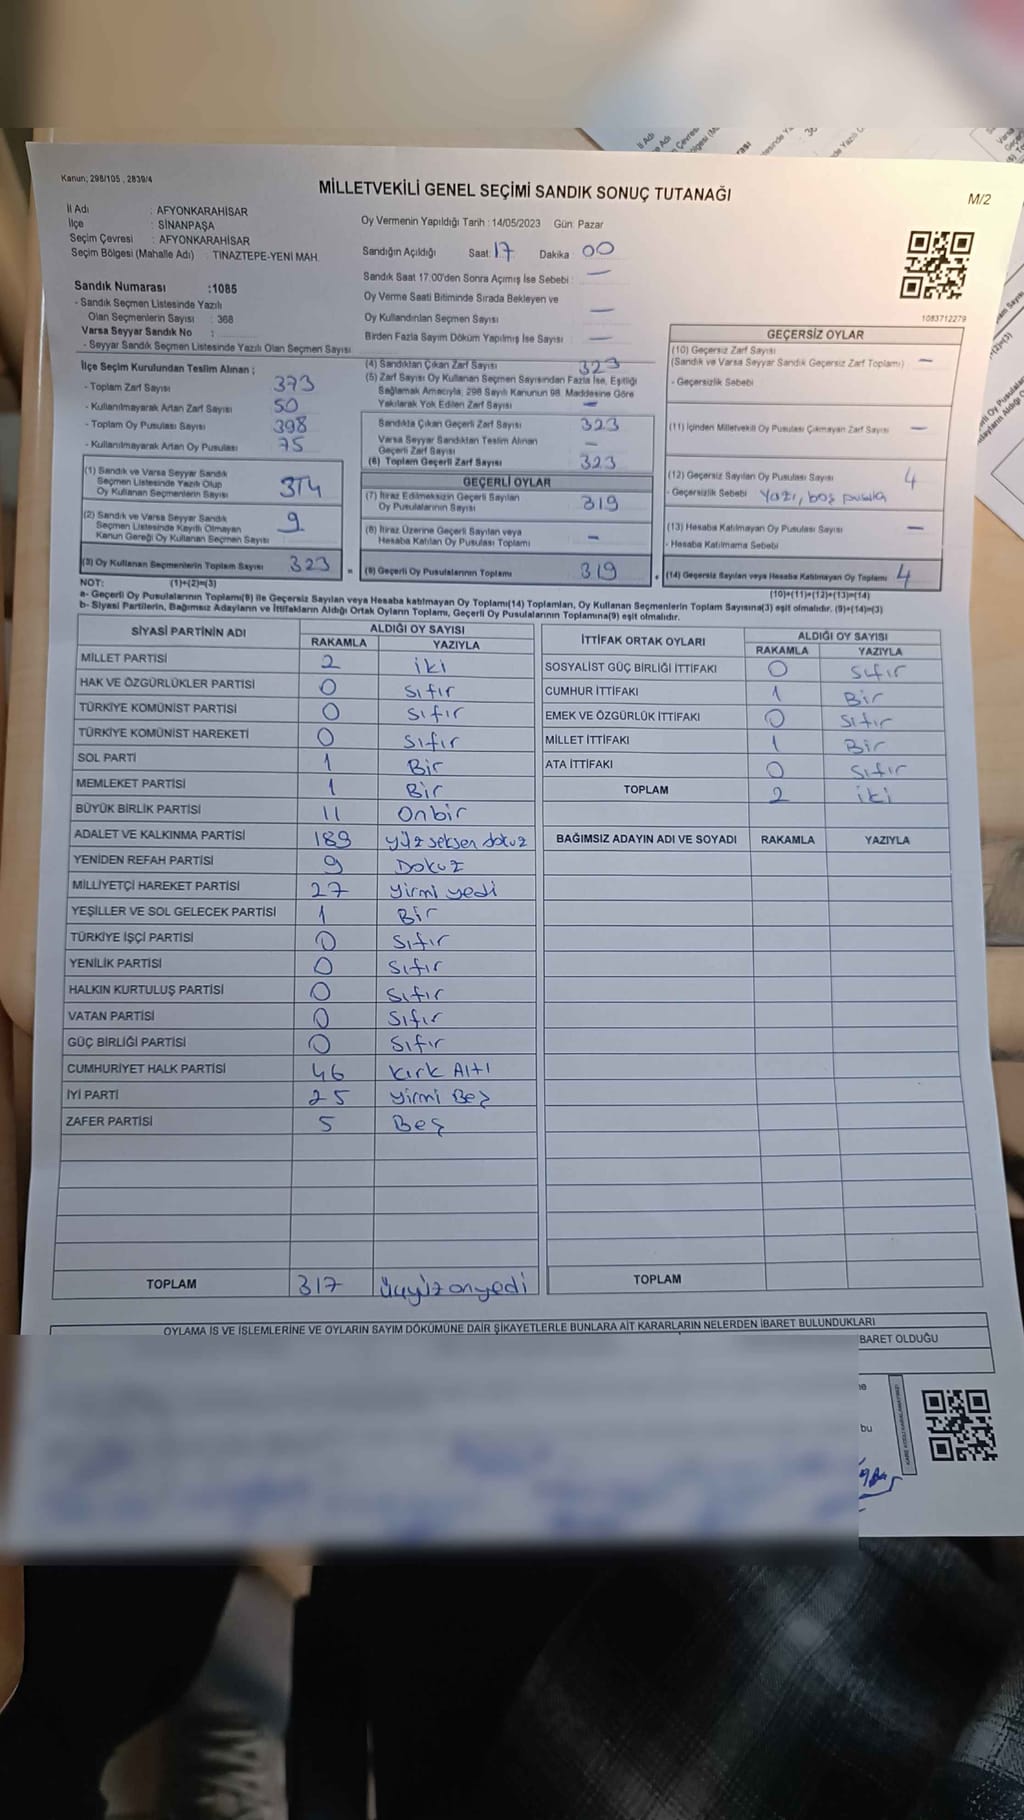 Kanun; 298/105 , 2839/4
MİLLETVEKİLİ GENEL SEÇİMİ SANDIK SONUÇ TUTANAĞI
M/2
İl Adı : AFYONKARAHİSAR
İlçe : SİNANPAŞA
Seçim Çevresi : AFYONKARAHİSAR
Seçim Bölgesi (Mahalle Adı) : TINAZTEPE-YENİ MAH.
Sandık Numarası :1085
- Sandık Seçmen Listesinde Yazılı
Olan Seçmenlerin Sayısı : 368
Varsa Seyyar Sandık No :
- Seyyar Sandık Seçmen Listesinde Yazılı Olan Seçmen Sayısı
Oy Vermenin Yapıldığı Tarih : 14/05/2023 Gün: Pazar
Sandığın Açıldığı Saat: 17 Dakika 00
Sandık Saat 17:00'den Sonra Açımış İse Sebebi : —
Oy Verme Saati Bitiminde Sırada Bekleyen ve
Oy Kullandırılan Seçmen Sayısı —
Birden Fazla Sayım Döküm Yapılmış İse Sayısı : —
1083712279
İlçe Seçim Kurulundan Teslim Alınan ;
- Toplam Zarf Sayısı 373
- Kullanılmayarak Artan Zarf Sayısı 50
- Toplam Oy Pusulası Sayısı 398
- Kullanılmayarak Artan Oy Pusulası 75
(1) Sandık ve Varsa Seyyar Sandık
Seçmen Listesinde Yazılı Olup
Oy Kullanan Seçmenlerin Sayısı 314
(2) Sandık ve Varsa Seyyar Sandık
Seçmen Listesinde Kayıtlı Olmayan
Kanun Gereği Oy Kullanan Seçmen Sayısı 9
(3) Oy Kullanan Seçmenlerin Toplam Sayısı 323
(4) Sandıktan Çıkan Zarf Sayısı 323
(5) Zarf Sayısı Oy Kullanan Seçmen Sayısından Fazla İse, Eşitliği
Sağlamak Amacıyla; 298 Sayılı Kanunun 98. Maddesine Göre
Yakılarak Yok Edilen Zarf Sayısı —
Sandıkta Çıkan Geçerli Zarf Sayısı 323
Varsa Seyyar Sandıktan Teslim Alınan
Geçerli Zarf Sayısı —
(6) Toplam Geçerli Zarf Sayısı 323
GEÇERLİ OYLAR
(7) İtiraz Edilmeksizin Geçerli Sayılan
Oy Pusulalarının Sayısı 319
(8) İtiraz Üzerine Geçerli Sayılan veya
Hesaba Katılan Oy Pusulası Toplamı —
(9) Geçerli Oy Pusulalarının Toplamı 319
GEÇERSİZ OYLAR
(10) Geçersiz Zarf Sayısı
(Sandık ve Varsa Seyyar Sandık Geçersiz Zarf Toplamı) —
- Geçersizlik Sebebi
(11) İçinden Milletvekili Oy Pusulası Çıkmayan Zarf Sayısı —
(12) Geçersiz Sayılan Oy Pusulası Sayısı 4
- Geçersizlik Sebebi Yazı, boş pusula
(13) Hesaba Katılmayan Oy Pusulası Sayısı —
- Hesaba Katılmama Sebebi
(14) Geçersiz Sayılan veya Hesaba Katılmayan Oy Toplamı 4
NOT: (1)+(2)=(3) (10)+(11)+(12)+(13)=(14)
a- Geçerli Oy Pusulalarının Toplamı(9) ile Geçersiz Sayılan veya Hesaba katılmayan Oy Toplamı(14) Toplamları, Oy Kullanan Seçmenlerin Toplam Sayısına(3) eşit olmalıdır. (9)+(14)=(3)
b- Siyasi Partilerin, Bağımsız Adayların ve İttifakların Aldığı Ortak Oyların Toplamı, Geçerli Oy Pusulalarının Toplamına(9) eşit olmalıdır.
SİYASİ PARTİNİN ADI ALDIĞI OY SAYISI
RAKAMLA YAZIYLA
MİLLET PARTİSİ 2 iki
HAK VE ÖZGÜRLÜKLER PARTİSİ 0 sıfır
TÜRKİYE KOMÜNİST PARTİSİ 0 sıfır
TÜRKİYE KOMÜNİST HAREKETİ 0 sıfır
SOL PARTİ 1 Bir
MEMLEKET PARTİSİ 1 Bir
BÜYÜK BİRLİK PARTİSİ 11 onbir
ADALET VE KALKINMA PARTİSİ 189 yüz seksen dokuz
YENİDEN REFAH PARTİSİ 9 Dokuz
MİLLİYETÇİ HAREKET PARTİSİ 27 yirmi yedi
YEŞİLLER VE SOL GELECEK PARTİSİ 1 Bir
TÜRKİYE İŞÇİ PARTİSİ 0 sıfır
YENİLİK PARTİSİ 0 sıfır
HALKIN KURTULUŞ PARTİSİ 0 sıfır
VATAN PARTİSİ 0 sıfır
GÜÇ BİRLİĞİ PARTİSİ 0 sıfır
CUMHURİYET HALK PARTİSİ 46 kırk Altı
İYİ PARTİ 25 yirmi Beş
ZAFER PARTİSİ 5 Beş
TOPLAM 317 üçyüzonyedi
İTTİFAK ORTAK OYLARI ALDIĞI OY SAYISI
RAKAMLA YAZIYLA
SOSYALİST GÜÇ BİRLİĞİ İTTİFAKI 0 sıfır
CUMHUR İTTİFAKI 1 Bir
EMEK VE ÖZGÜRLÜK İTTİFAKI 0 sıfır
MİLLET İTTİFAKI 1 Bir
ATA İTTİFAKI 0 sıfır
TOPLAM 2 iki
BAĞIMSIZ ADAYIN ADI VE SOYADI RAKAMLA YAZIYLA
TOPLAM
OYLAMA İŞ VE İŞLEMLERİNE VE OYLARIN SAYIM DÖKÜMÜNE DAİR ŞİKAYETLERLE BUNLARA AİT KARARLARIN NELERDEN İBARET BULUNDUKLARI
BARET OLDUĞU
bu